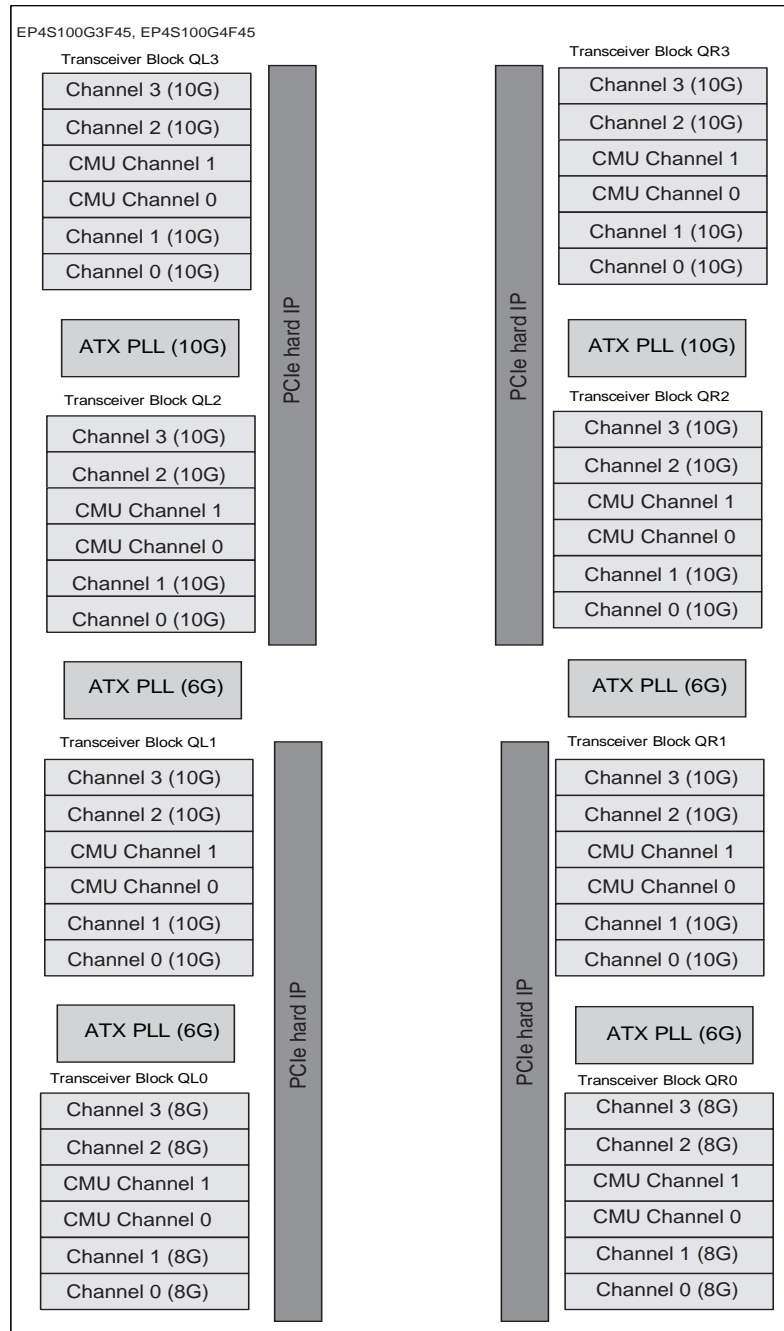 EP4S100G3F45, EP4S100G4F45
Transceiver Block QL3
Channel 3 (10G)
Channel 2 (10G)
CMU Channel 1
CMU Channel 0
Channel 1 (10G)
Channel 0 (10G)
ATX PLL (10G)
Transceiver Block QL2
Channel 3 (10G)
Channel 2 (10G)
CMU Channel 1
CMU Channel 0
Channel 1 (10G)
Channel 0 (10G)
PCIe hard IP
ATX PLL (6G)
Transceiver Block QL1
Channel 3 (10G)
Channel 2 (10G)
CMU Channel 1
CMU Channel 0
Channel 1 (10G)
Channel 0 (10G)
ATX PLL (6G)
Transceiver Block QL0
Channel 3 (8G)
Channel 2 (8G)
CMU Channel 1
CMU Channel 0
Channel 1 (8G)
Channel 0 (8G)
PCIe hard IP
Transceiver Block QR3
Channel 3 (10G)
Channel 2 (10G)
CMU Channel 1
CMU Channel 0
Channel 1 (10G)
Channel 0 (10G)
PCIe hard IP
ATX PLL (10G)
Transceiver Block QR2
Channel 3 (10G)
Channel 2 (10G)
CMU Channel 1
CMU Channel 0
Channel 1 (10G)
Channel 0 (10G)
ATX PLL (6G)
Transceiver Block QR1
Channel 3 (10G)
Channel 2 (10G)
CMU Channel 1
CMU Channel 0
Channel 1 (10G)
Channel 0 (10G)
PCIe hard IP
ATX PLL (6G)
Transceiver Block QR0
Channel 3 (8G)
Channel 2 (8G)
CMU Channel 1
CMU Channel 0
Channel 1 (8G)
Channel 0 (8G)